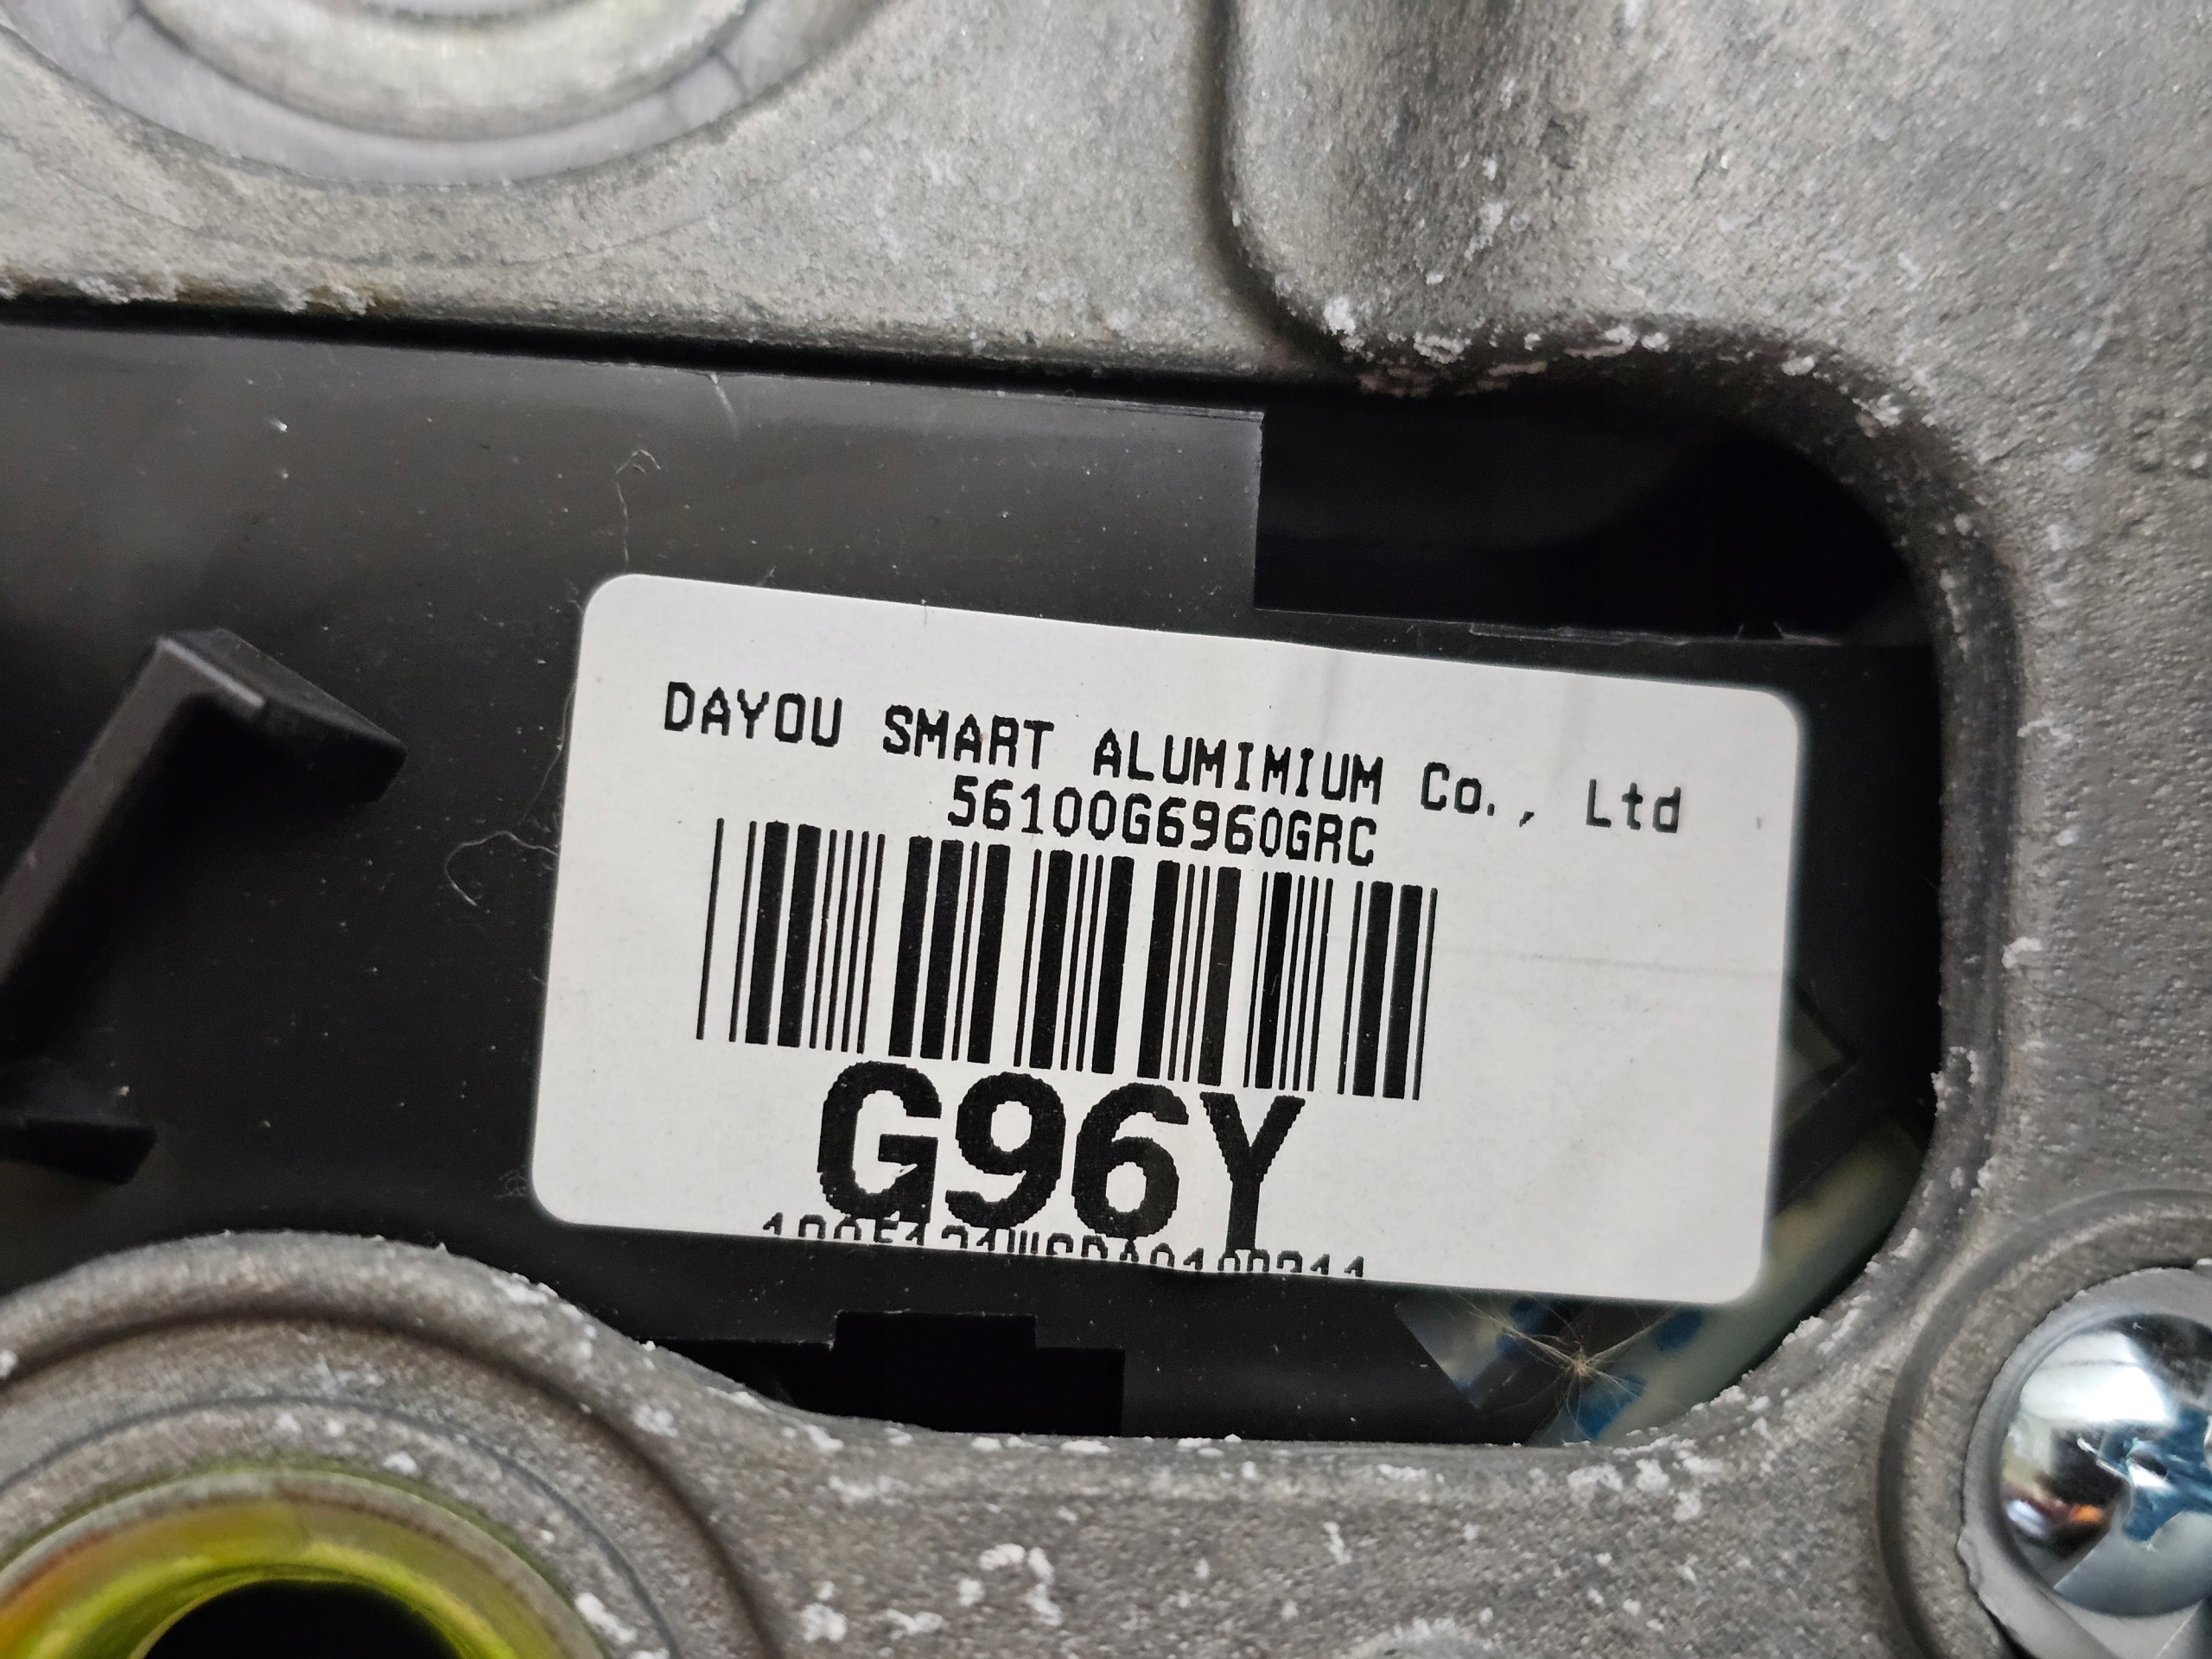 DAYOU SMART ALUMIMIUM Co., Ltd
56100G6960GRC
G96Y